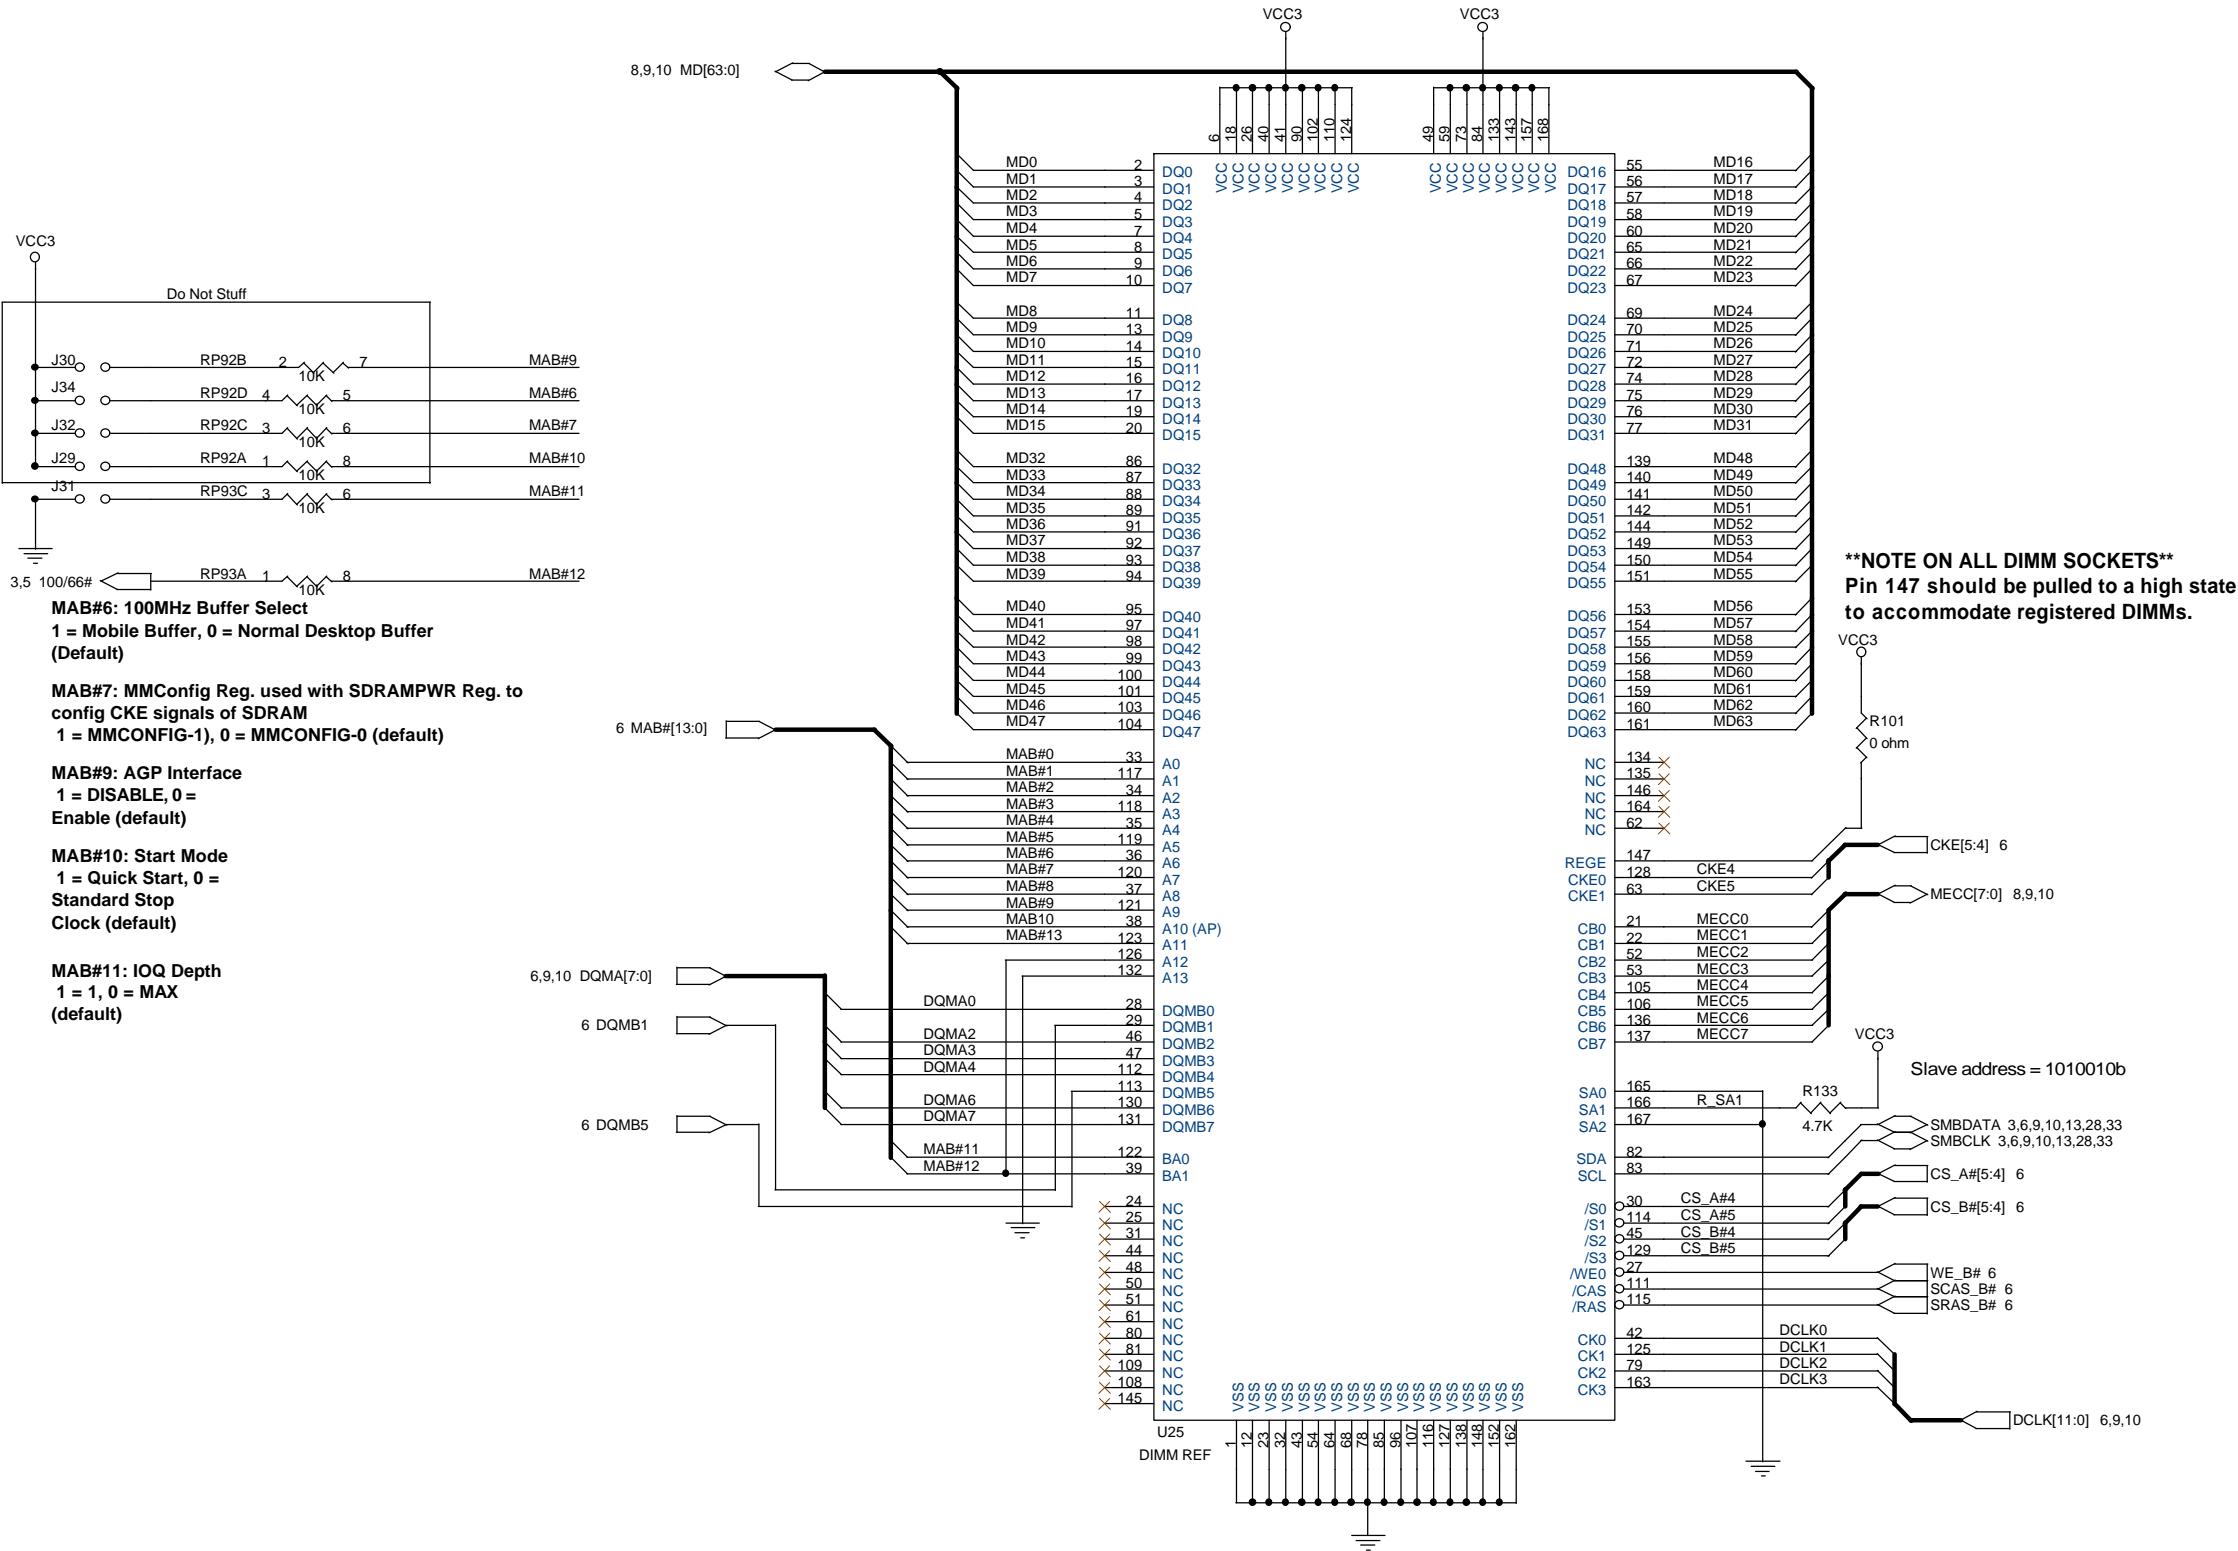 VCC3
VCC3
8,9,10 MD[63:0]
6
18
26
40
41
90
102
110
124
49
59
73
84
133
143
157
168
VCC VCC VCC VCC VCC VCC VCC VCC VCC
VCC VCC VCC VCC VCC VCC VCC VCC
MD0 2 DQ0 DQ16 55 MD16
MD1 3 DQ1 DQ17 56 MD17
MD2 4 DQ2 DQ18 57 MD18
MD3 5 DQ3 DQ19 58 MD19
MD4 7 DQ4 DQ20 60 MD20
MD5 8 DQ5 DQ21 65 MD21
MD6 9 DQ6 DQ22 66 MD22
MD7 10 DQ7 DQ23 67 MD23
MD8 11 DQ8 DQ24 69 MD24
MD9 13 DQ9 DQ25 70 MD25
MD10 14 DQ10 DQ26 71 MD26
MD11 15 DQ11 DQ27 72 MD27
MD12 16 DQ12 DQ28 74 MD28
MD13 17 DQ13 DQ29 75 MD29
MD14 19 DQ14 DQ30 76 MD30
MD15 20 DQ15 DQ31 77 MD31
MD32 86 DQ32 DQ48 139 MD48
MD33 87 DQ33 DQ49 140 MD49
MD34 88 DQ34 DQ50 141 MD50
MD35 89 DQ35 DQ51 142 MD51
MD36 91 DQ36 DQ52 144 MD52
MD37 92 DQ37 DQ53 149 MD53
MD38 93 DQ38 DQ54 150 MD54
MD39 94 DQ39 DQ55 151 MD55
MD40 95 DQ40 DQ56 153 MD56
MD41 97 DQ41 DQ57 154 MD57
MD42 98 DQ42 DQ58 155 MD58
MD43 99 DQ43 DQ59 156 MD59
MD44 100 DQ44 DQ60 158 MD60
MD45 101 DQ45 DQ61 159 MD61
MD46 103 DQ46 DQ62 160 MD62
MD47 104 DQ47 DQ63 161 MD63
VCC3
Do Not Stuff
J30 RP92B 2 10K 7 MAB#9
J34 RP92D 4 10K 5 MAB#6
J32 RP92C 3 10K 6 MAB#7
J29 RP92A 1 10K 8 MAB#10
J31 RP93C 3 10K 6 MAB#11
3,5 100/66# RP93A 1 10K 8 MAB#12
MAB#6: 100MHz Buffer Select
1 = Mobile Buffer, 0 = Normal Desktop Buffer
(Default)
MAB#7: MMConfig Reg. used with SDRAMPWR Reg. to
config CKE signals of SDRAM
1 = MMCONFIG-1), 0 = MMCONFIG-0 (default)
MAB#9: AGP Interface
1 = DISABLE, 0 =
Enable (default)
MAB#10: Start Mode
1 = Quick Start, 0 =
Standard Stop
Clock (default)
MAB#11: IOQ Depth
1 = 1, 0 = MAX
(default)
**NOTE ON ALL DIMM SOCKETS**
Pin 147 should be pulled to a high state
to accommodate registered DIMMs.
VCC3
R101
0 ohm
6 MAB#[13:0]
MAB#0 33 A0
MAB#1 117 A1
MAB#2 34 A2
MAB#3 118 A3
MAB#4 35 A4
MAB#5 119 A5
MAB#6 36 A6
MAB#7 120 A7
MAB#8 37 A8
MAB#9 121 A9
MAB10 38 A10 (AP)
MAB#13 123 A11
126 A12
132 A13
NC 134
NC 135
NC 146
NC 164
NC 62
REGE 147
CKE0 128 CKE4
CKE1 63 CKE5
CKE[5:4] 6
MECC[7:0] 8,9,10
CB0 21 MECC0
CB1 22 MECC1
CB2 52 MECC2
CB3 53 MECC3
CB4 105 MECC4
CB5 106 MECC5
CB6 136 MECC6
CB7 137 MECC7
6,9,10 DQMA[7:0]
6 DQMB1
6 DQMB5
DQMA0 28 DQMB0
29 DQMB1
DQMA2 46 DQMB2
DQMA3 47 DQMB3
DQMA4 112 DQMB4
113 DQMB5
DQMA6 130 DQMB6
DQMA7 131 DQMB7
MAB#11 122 BA0
MAB#12 39 BA1
VCC3
Slave address = 1010010b
SA0 165
SA1 166 R_SA1 R133 4.7K
SA2 167
SDA 82 SMBDATA 3,6,9,10,13,28,33
SCL 83 SMBCLK 3,6,9,10,13,28,33
CS_A#[5:4] 6
/S0 30 CS_A#4
/S1 114 CS_A#5
CS_B#[5:4] 6
/S2 45 CS_B#4
/S3 129 CS_B#5
/WE0 27 WE_B# 6
/CAS 111 SCAS_B# 6
/RAS 115 SRAS_B# 6
CK0 42 DCLK0
CK1 125 DCLK1
CK2 79 DCLK2
CK3 163 DCLK3
DCLK[11:0] 6,9,10
24 NC
25 NC
31 NC
44 NC
48 NC
50 NC
51 NC
61 NC
80 NC
81 NC
109 NC
108 NC
145 NC
VSS VSS VSS VSS VSS VSS VSS VSS VSS VSS VSS VSS VSS VSS VSS VSS VSS VSS
U25
DIMM REF
1
12
23
32
43
54
64
68
78
85
96
107
116
127
138
148
152
162